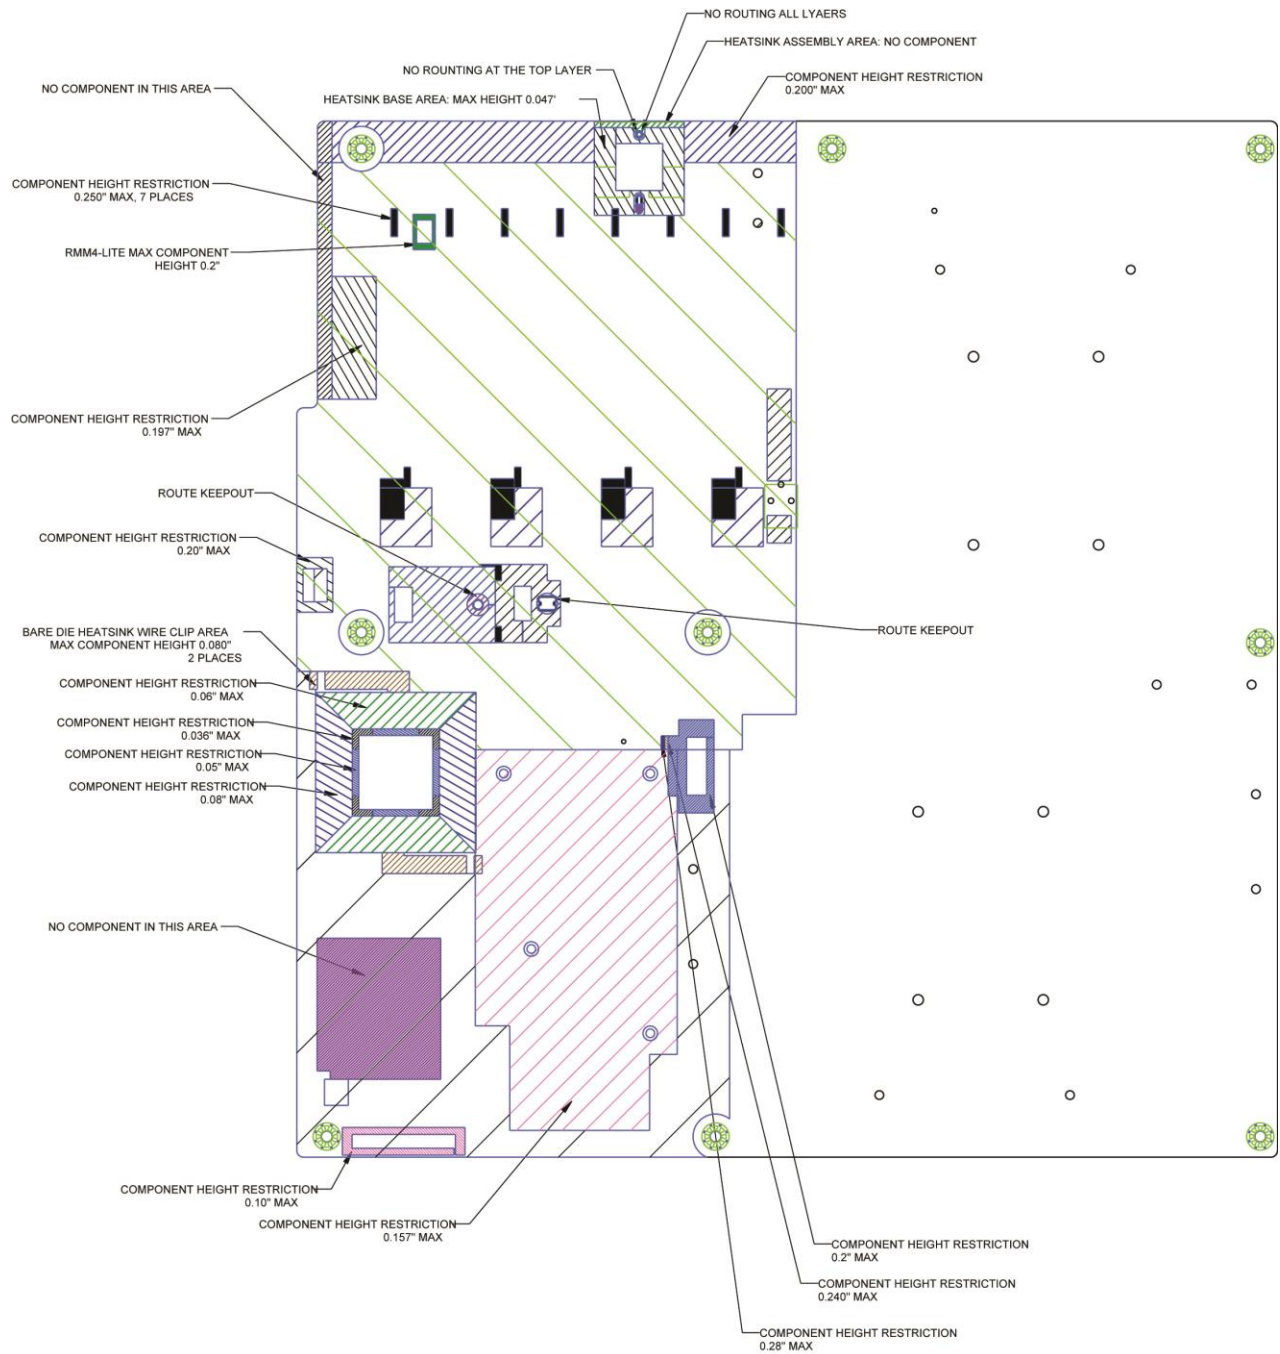 NO ROUTING ALL LYAERS
HEATSINK ASSEMBLY AREA: NO COMPONENT
NO ROUNTING AT THE TOP LAYER
COMPONENT HEIGHT RESTRICTION
0.200" MAX
NO COMPONENT IN THIS AREA
HEATSINK BASE AREA: MAX HEIGHT 0.047'
COMPONENT HEIGHT RESTRICTION
0.250" MAX, 7 PLACES
RMM4-LITE MAX COMPONENT
HEIGHT 0.2"
COMPONENT HEIGHT RESTRICTION
0.197" MAX
ROUTE KEEPOUT
COMPONENT HEIGHT RESTRICTION
0.20" MAX
BARE DIE HEATSINK WIRE CLIP AREA
MAX COMPONENT HEIGHT 0.080"
2 PLACES
ROUTE KEEPOUT
COMPONENT HEIGHT RESTRICTION
0.06" MAX
COMPONENT HEIGHT RESTRICTION
0.036" MAX
COMPONENT HEIGHT RESTRICTION
0.05" MAX
COMPONENT HEIGHT RESTRICTION
0.08" MAX
NO COMPONENT IN THIS AREA
COMPONENT HEIGHT RESTRICTION
0.10" MAX
COMPONENT HEIGHT RESTRICTION
0.157" MAX
COMPONENT HEIGHT RESTRICTION
0.2" MAX
COMPONENT HEIGHT RESTRICTION
0.240" MAX
COMPONENT HEIGHT RESTRICTION
0.28" MAX